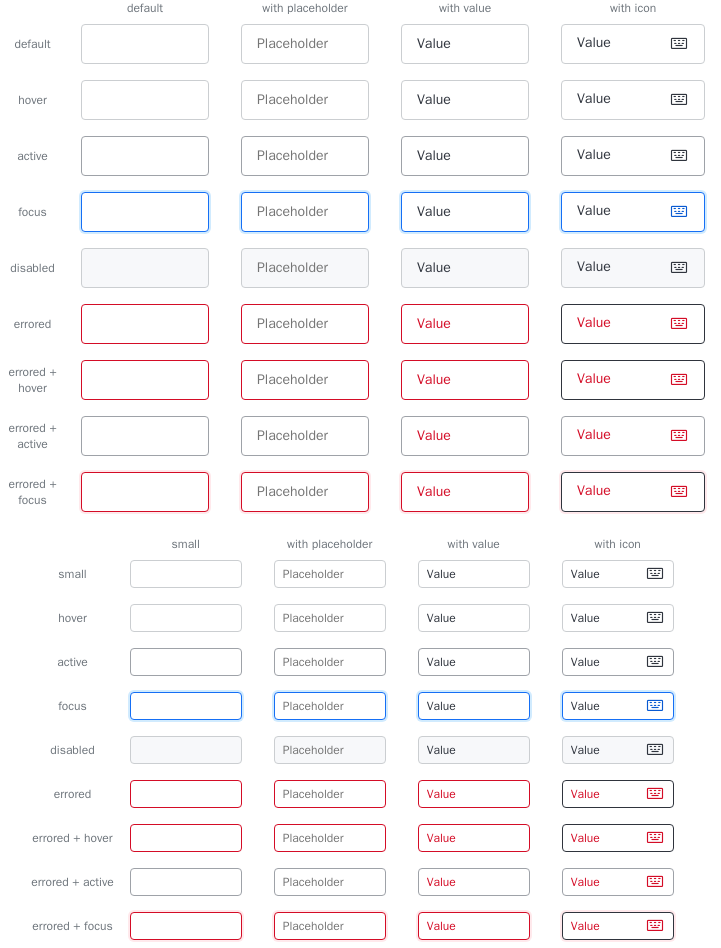 default with placeholder with value with icon
default Placeholder Value Value
hover Placeholder Value Value
active Placeholder Value Value
focus Placeholder Value Value
disabled Placeholder Value Value
errored Placeholder Value Value
errored +
hover Placeholder Value Value
errored +
active Placeholder Value Value
errored +
focus Placeholder Value Value
small with placeholder with value with icon
small Placeholder Value Value
hover Placeholder Value Value
active Placeholder Value Value
focus Placeholder Value Value
disabled Placeholder Value Value
errored Placeholder Value Value
errored + hover Placeholder Value Value
errored + active Placeholder Value Value
errored + focus Placeholder Value Value